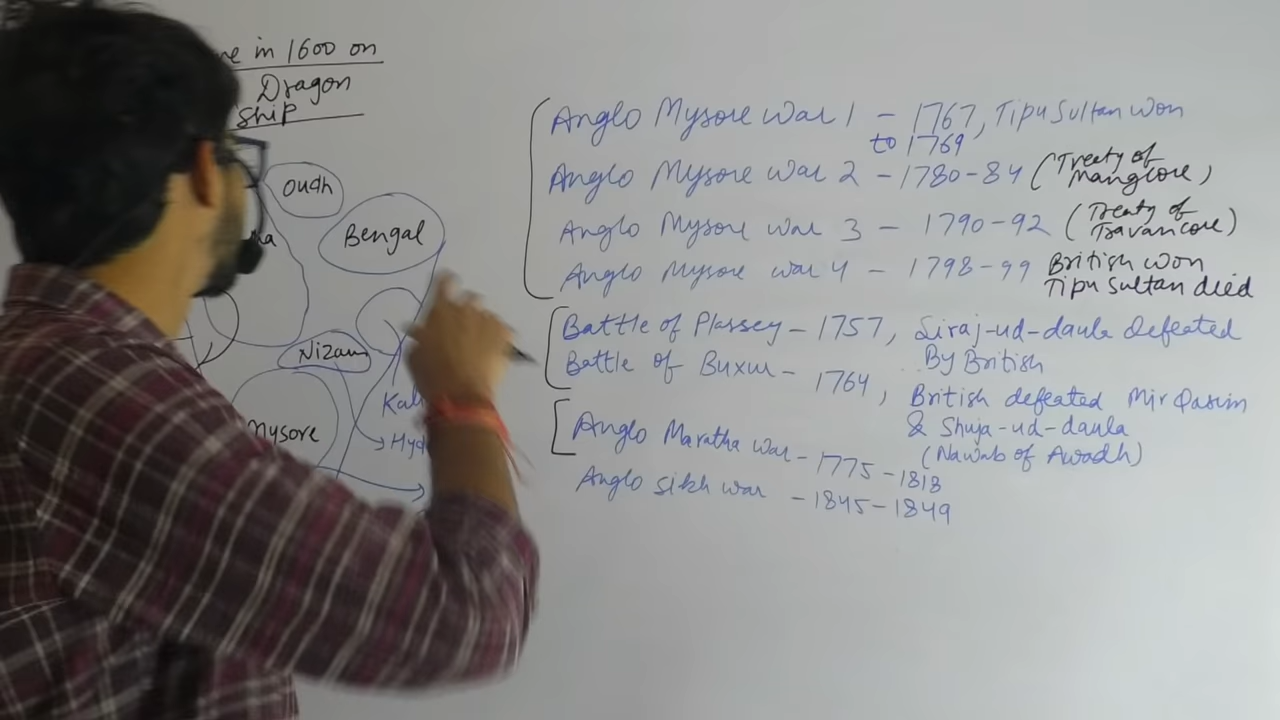 in 1600 on
Dragon
ship
Oudh
Bengal
Nizam
Mysore
Anglo Mysore war 1 - 1767, Tipu Sultan won
to 1769
Anglo Mysore war 2 - 1780-84 (Treaty of
Manglore)
Anglo Mysore war 3 - 1790-92 (Treaty of
Travancore)
Anglo Mysore war 4 - 1798-99 British won
Tipu Sultan died
Battle of Plassey - 1757, Siraj-ud-daula defeated
By British
Battle of Buxur - 1764, British defeated Mir Qasim
& Shuja-ud-daula
(Nawab of Awadh)
Anglo Maratha war - 1775-1818
Anglo Sikh war - 1845-1849